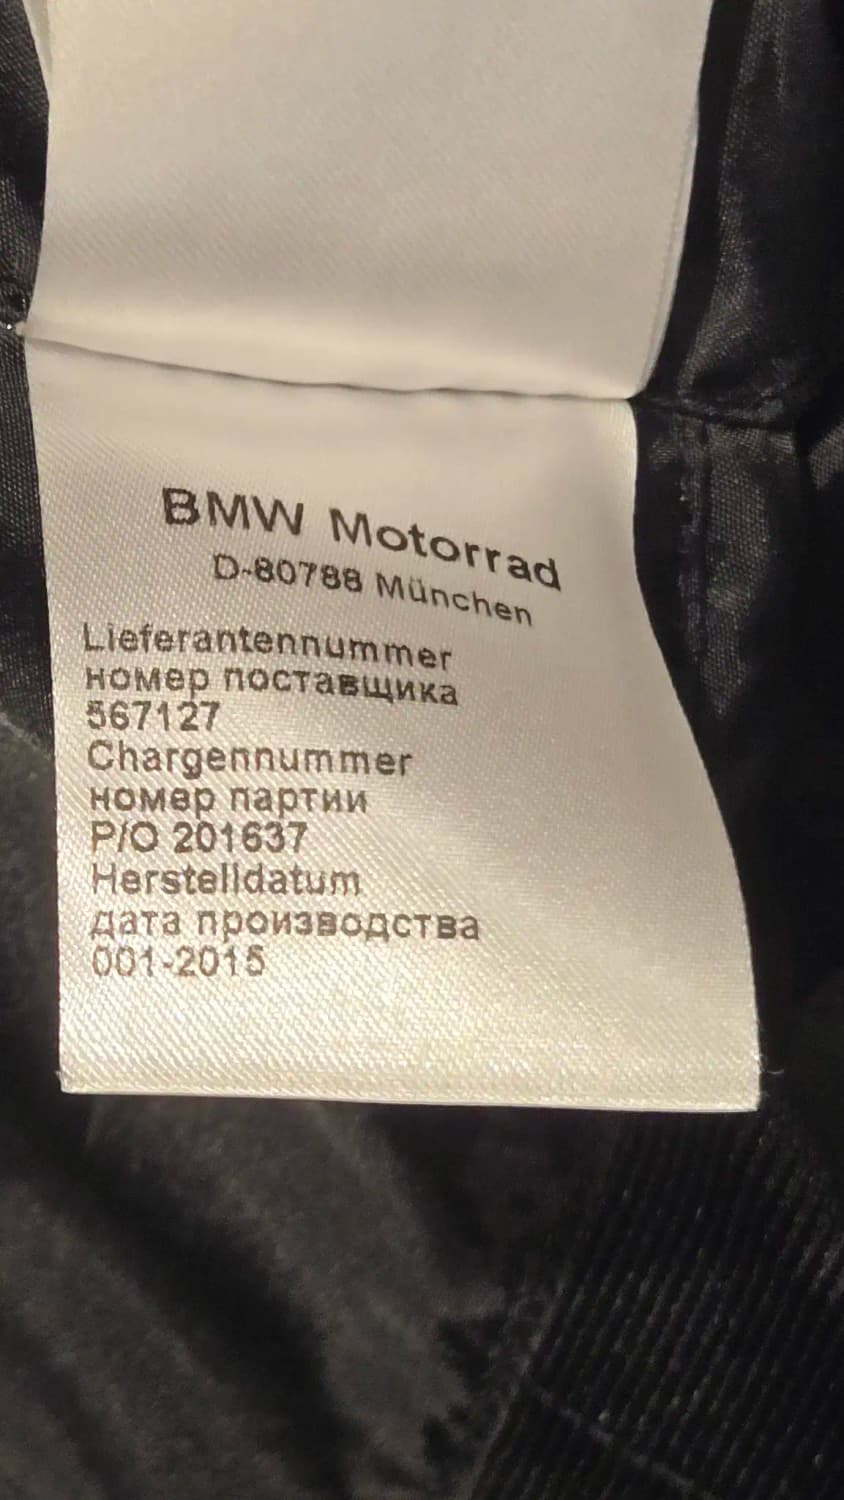 BMW Motorrad
D-80788 München
Lieferantennummer
номер поставщика
567127
Chargennummer
номер партии
P/O 201637
Herstelldatum
дата производства
001-2015